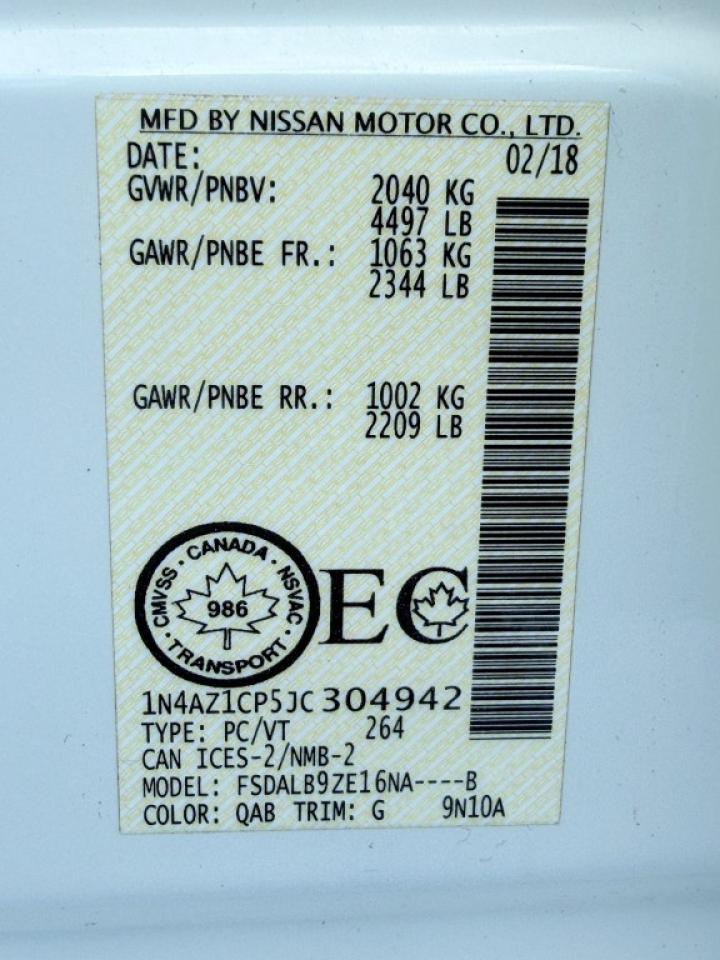 MFD BY NISSAN MOTOR CO., LTD.
DATE: 02/18
GVWR/PNBV: 2040 KG
4497 LB
GAWR/PNBE FR.: 1063 KG
2344 LB
GAWR/PNBE RR.: 1002 KG
2209 LB
CMVSS · CANADA · NSVAC · TRANSPORT ·
986
EC
1N4AZ1CP5JC304942
TYPE: PC/VT 264
CAN ICES-2/NMB-2
MODEL: FSDALB9ZE16NA----B
COLOR: QAB TRIM: G 9N10A